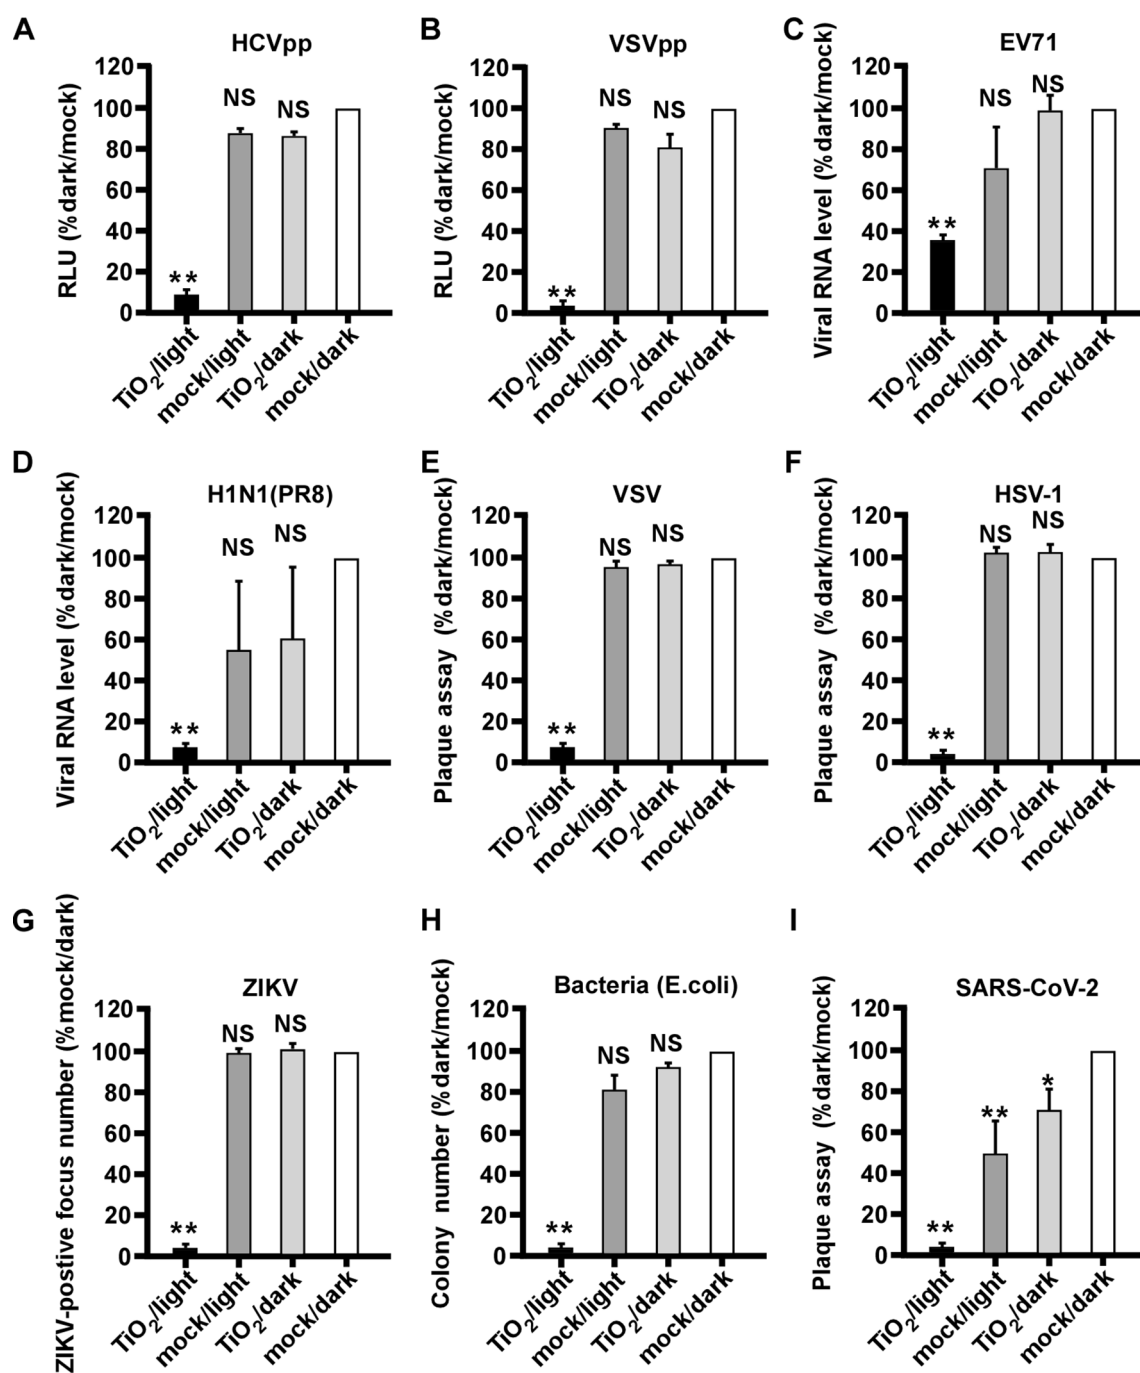 A
HCVpp
RLU (%dark/mock)
120
100
80
60
40
20
0
**
NS
NS
TiO2/light
mock/light
TiO2/dark
mock/dark
B
VSVpp
RLU (%dark/mock)
120
100
80
60
40
20
0
**
NS
NS
TiO2/light
mock/light
TiO2/dark
mock/dark
C
EV71
Viral RNA level (%dark/mock)
120
100
80
60
40
20
0
**
NS
NS
TiO2/light
mock/light
TiO2/dark
mock/dark
D
H1N1(PR8)
Viral RNA level (%dark/mock)
120
100
80
60
40
20
0
**
NS
NS
TiO2/light
mock/light
TiO2/dark
mock/dark
E
VSV
Plaque assay (%dark/mock)
120
100
80
60
40
20
0
**
NS
NS
TiO2/light
mock/light
TiO2/dark
mock/dark
F
HSV-1
Plaque assay (%dark/mock)
120
100
80
60
40
20
0
**
NS
NS
TiO2/light
mock/light
TiO2/dark
mock/dark
G
ZIKV
ZIKV-postive focus number (%mock/dark)
120
100
80
60
40
20
0
**
NS
NS
TiO2/light
mock/light
TiO2/dark
mock/dark
H
Bacteria (E.coli)
Colony number (%dark/mock)
120
100
80
60
40
20
0
**
NS
NS
TiO2/light
mock/light
TiO2/dark
mock/dark
I
SARS-CoV-2
Plaque assay (%dark/mock)
120
100
80
60
40
20
0
**
**
*
TiO2/light
mock/light
TiO2/dark
mock/dark